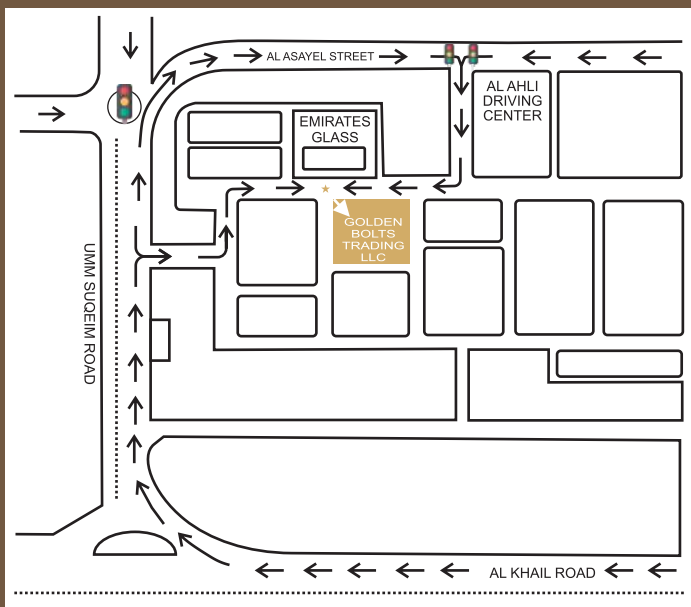 AL ASAYEL STREET
AL AHLI
DRIVING
CENTER
EMIRATES
GLASS
GOLDEN
BOLTS
TRADING
LLC
UMM SUQEIM ROAD
AL KHAIL ROAD